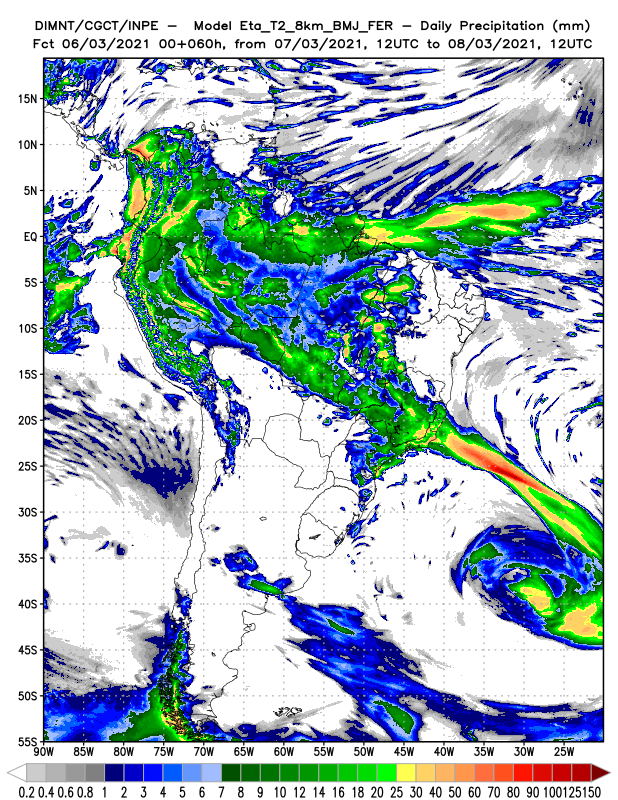 DIMNT/CGCT/INPE – Model Eta_T2_8km_BMJ_FER – Daily Precipitation (mm)
Fct 06/03/2021 00+060h, from 07/03/2021, 12UTC to 08/03/2021, 12UTC
15N
10N
5N
EQ
5S
10S
15S
20S
25S
30S
35S
40S
45S
50S
55S
90W 85W 80W 75W 70W 65W 60W 55W 50W 45W 40W 35W 30W 25W
0.2 0.4 0.6 0.8 1 2 3 4 5 6 7 8 9 10 12 14 16 18 20 25 30 40 50 60 70 80 90 100 125 150